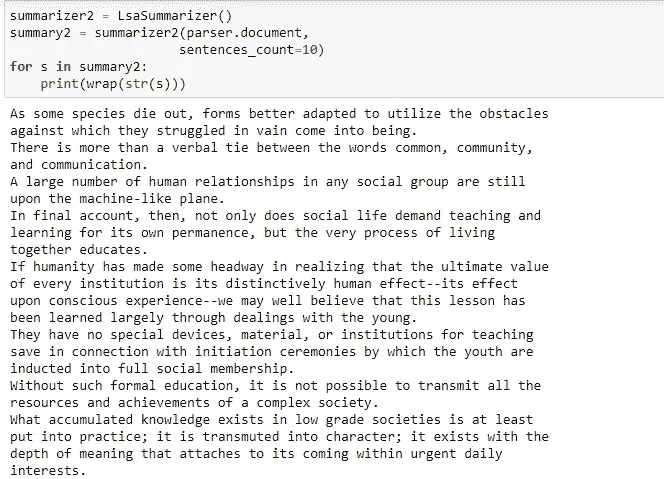 summarizer2 = LsaSummarizer()
summary2 = summarizer2(parser.document,
                       sentences_count=10)
for s in summary2:
    print(wrap(str(s)))
As some species die out, forms better adapted to utilize the obstacles
against which they struggled in vain come into being.
There is more than a verbal tie between the words common, community,
and communication.
A large number of human relationships in any social group are still
upon the machine-like plane.
In final account, then, not only does social life demand teaching and
learning for its own permanence, but the very process of living
together educates.
If humanity has made some headway in realizing that the ultimate value
of every institution is its distinctively human effect--its effect
upon conscious experience--we may well believe that this lesson has
been learned largely through dealings with the young.
They have no special devices, material, or institutions for teaching
save in connection with initiation ceremonies by which the youth are
inducted into full social membership.
Without such formal education, it is not possible to transmit all the
resources and achievements of a complex society.
What accumulated knowledge exists in low grade societies is at least
put into practice; it is transmuted into character; it exists with the
depth of meaning that attaches to its coming within urgent daily
interests.